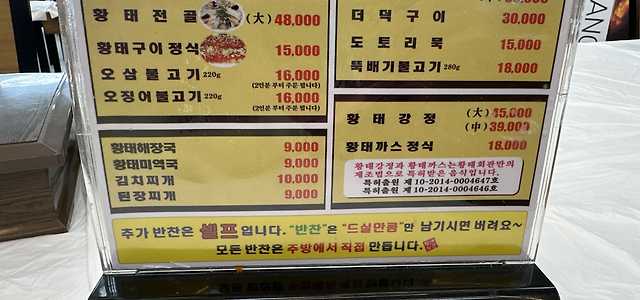 황태전골 (大) 48,000
황태구이정식 15,000
오삼불고기 220g 16,000
(2인분 부터 주문 됩니다)
오징어불고기 220g 16,000
(2인분 부터 주문 됩니다)
황태해장국 9,000
황태미역국 9,000
김치찌개 10,000
된장찌개 9,000
더덕구이 30,000
도토리묵 15,000
뚝배기불고기 280g 18,000
황태강정 (大) 45,000
(中) 39,000
황태까스정식 18,000
황태강정과 황태까스는황태회관만의
제조법으로 특허받은 음식입니다.
특허출원 제 10-2014-0004647호
특허출원 제 10-2014-0004646호
추가 반찬은 셀프입니다. "반찬"은 "드실만큼"만 남기시면 버려요~
모든반찬은 주방에서 직접 만듭니다.
ANG